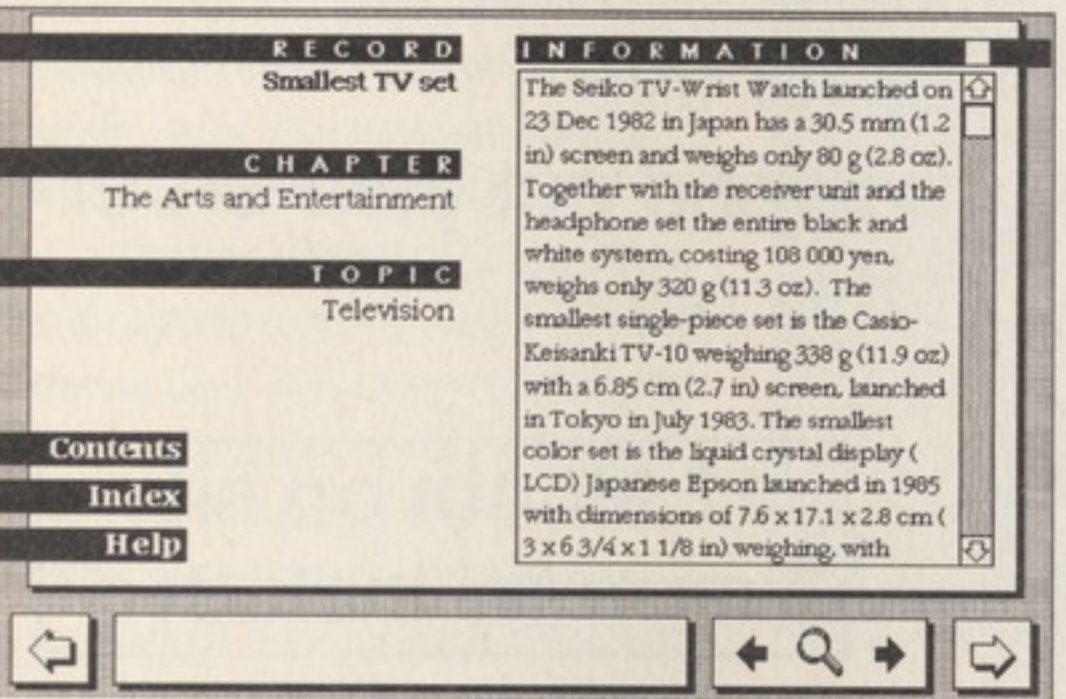 RECORD
Smallest TV set
CHAPTER
The Arts and Entertainment
TOPIC
Television
Contents
Index
Help
INFORMATION
The Seiko TV-Wrist Watch launched on
23 Dec 1982 in Japan has a 30.5 mm (1.2
in) screen and weighs only 80 g (2.8 oz).
Together with the receiver unit and the
headphone set the entire black and
white system, costing 108 000 yen,
weighs only 320 g (11.3 oz). The
smallest single-piece set is the Casio-
Keisanki TV-10 weighing 338 g (11.9 oz)
with a 6.85 cm (2.7 in) screen, launched
in Tokyo in July 1983. The smallest
color set is the liquid crystal display (
LCD) Japanese Epson launched in 1985
with dimensions of 7.6 x 17.1 x 2.8 cm (
3 x 6 3/4 x 1 1/8 in) weighing, with